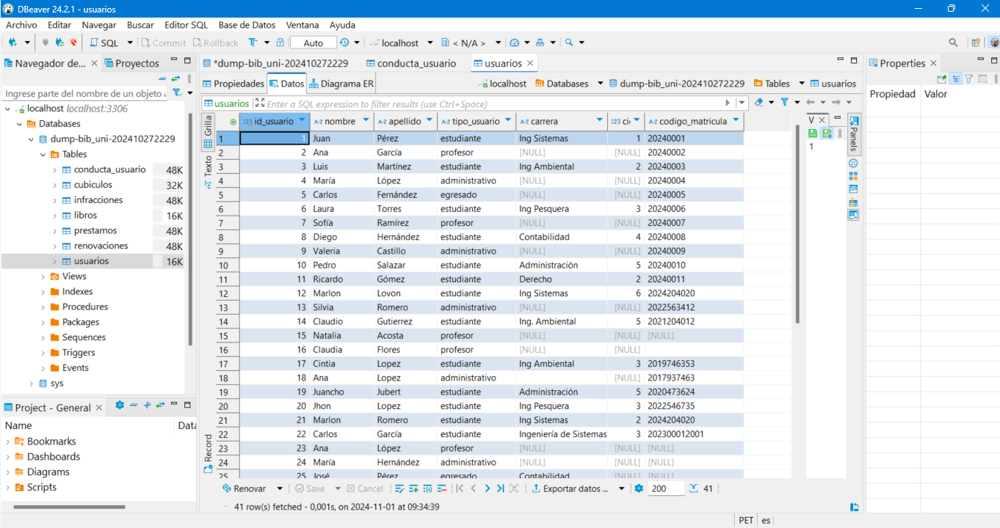 DBeaver 24.2.1 - usuarios
Archivo Editar Navegar Buscar Editor SQL Base de Datos Ventana Ayuda
SQL Commit Rollback Auto localhost < N/A >
Navegador de... Proyectos
Ingrese parte del nombre de un objeto a
localhost localhost:3306
Databases
dump-bib_uni-202410272229
Tables
conducta_usuario 48K
cubiculos 32K
infracciones 48K
libros 16K
prestamos 48K
renovaciones 48K
usuarios 16K
Views
Indexes
Procedures
Packages
Sequences
Triggers
Events
sys
Project - General
Name Data
Bookmarks
Dashboards
Diagrams
Scripts
*dump-bib_uni-202410272229 conducta_usuario usuarios
Propiedades Datos Diagrama ER localhost Databases dump-bib_uni-202410272229 Tables usuarios
usuarios Enter a SQL expression to filter results (use Ctrl+Space)
Grilla
Texto
Record
123 id_usuario A-Z nombre A-Z apellido A-Z tipo_usuario A-Z carrera 123 ci A-Z codigo_matricula
1 1 Juan Pérez estudiante Ing Sistemas 1 20240001
2 2 Ana García profesor [NULL] [NULL] 20240002
3 3 Luis Martínez estudiante Ing Ambiental 2 20240003
4 4 María López administrativo [NULL] [NULL] 20240004
5 5 Carlos Fernández egresado [NULL] [NULL] 20240005
6 6 Laura Torres estudiante Ing Pesquera 3 20240006
7 7 Sofía Ramírez profesor [NULL] [NULL] 20240007
8 8 Diego Hernández estudiante Contabilidad 4 20240008
9 9 Valeria Castillo administrativo [NULL] [NULL] 20240009
10 10 Pedro Salazar estudiante Administración 5 20240010
11 11 Ricardo Gómez estudiante Derecho 2 20240011
12 12 Marlon Lovon estudiante Ing Sistemas 6 2024204020
13 13 Silvia Romero administrativo [NULL] [NULL] 2022563412
14 14 Claudio Gutierrez estudiante Ing. Ambiental 5 2021204012
15 15 Natalia Acosta profesor [NULL] [NULL] [NULL]
16 16 Claudia Flores profesor [NULL] [NULL]
17 17 Cintia Lopez estudiante Ing Ambiental 3 2019746353
18 18 Ana Lopez administrativo [NULL] 2017937463
19 19 Juancho Jubert estudiante Administración 5 2020473624
20 20 Jhon Lopez estudiante Ing Pesquera 3 2022546735
21 21 Marlon Romero estudiante Ing Sistemas 2 2024204020
22 22 Carlos García estudiante Ingeniería de Sistemas 3 202300012001
23 23 Ana López profesor [NULL] [NULL] [NULL]
24 24 María Hernández administrativo [NULL] [NULL] [NULL]
25 25 José Pérez egresado Contabilidad [NULL] [NULL]
Renovar Save Cancel Exportar datos ... 200 41
41 row(s) fetched - 0,001s, on 2024-11-01 at 09:34:39
V
1
Panels
Properties
Propiedad Valor
PET es